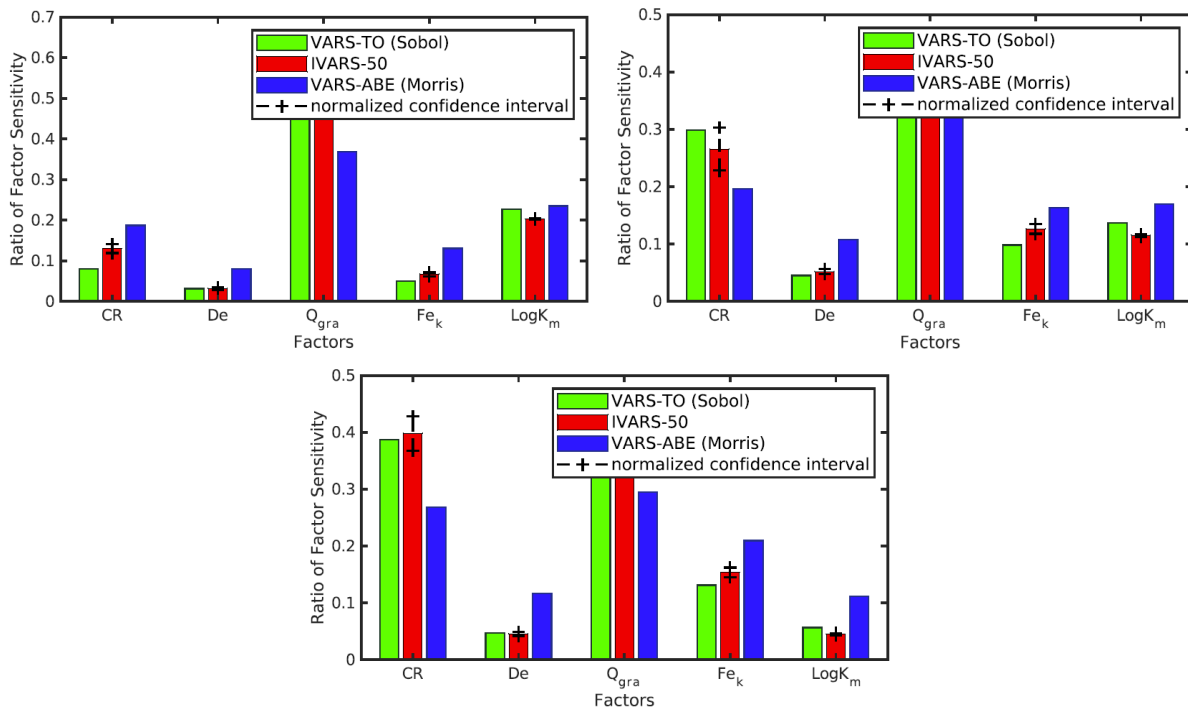 0.7
0.6
0.5
0.4
0.3
0.2
0.1
0
Ratio of Factor Sensitivity
VARS-TO (Sobol)
IVARS-50
VARS-ABE (Morris)
normalized confidence interval
CR De Q_gra Fe_k LogK_m
Factors
0.5
0.4
0.3
0.2
0.1
0
Ratio of Factor Sensitivity
VARS-TO (Sobol)
IVARS-50
VARS-ABE (Morris)
normalized confidence interval
CR De Q_gra Fe_k LogK_m
Factors
0.5
0.4
0.3
0.2
0.1
0
Ratio of Factor Sensitivity
VARS-TO (Sobol)
IVARS-50
VARS-ABE (Morris)
normalized confidence interval
CR De Q_gra Fe_k LogK_m
Factors